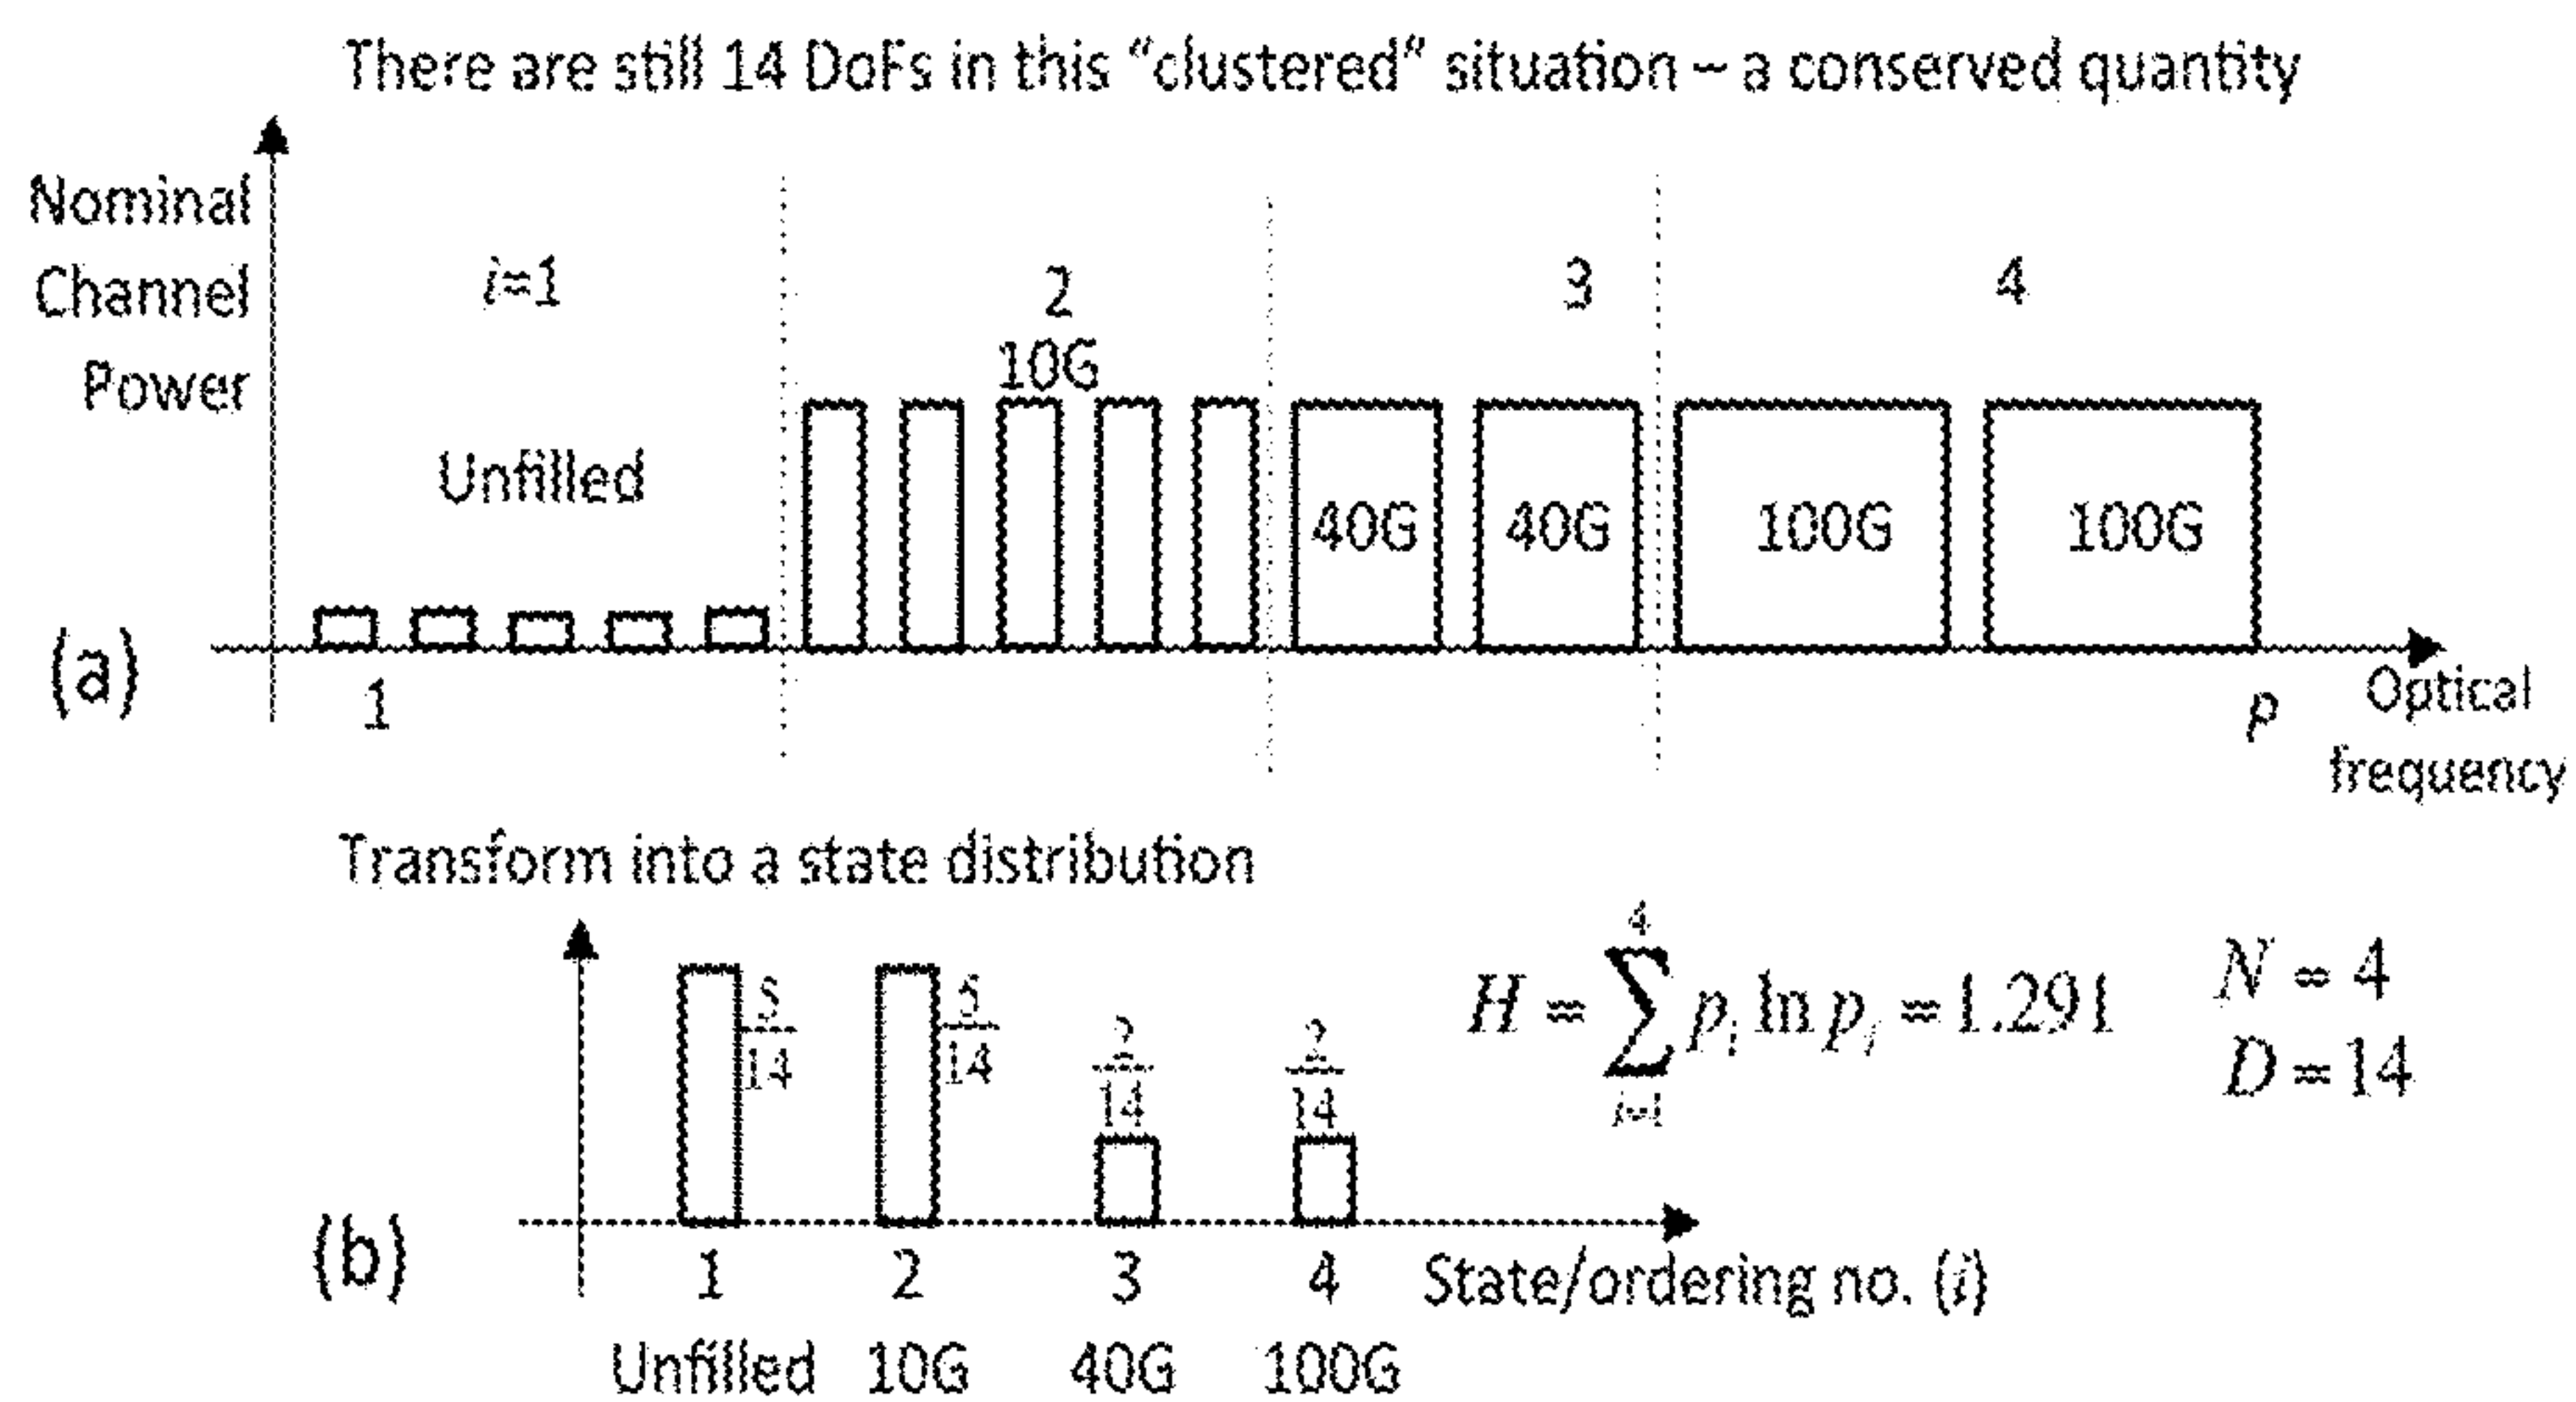 There are still 14 DoFs in this “clustered” situation – a conserved quantity
Nominal
Channel
Power
i=1
2
3
4
10G
Unfilled
40G
40G
100G
100G
(a)
1
p
Optical
frequency
Transform into a state distribution
5/14
5/14
2/14
2/14
H = \sum_{i=1}^{4} p_i \ln p_i = 1.291
N = 4
D = 14
(b)
1
2
3
4
State/ordering no. (i)
Unfilled
10G
40G
100G